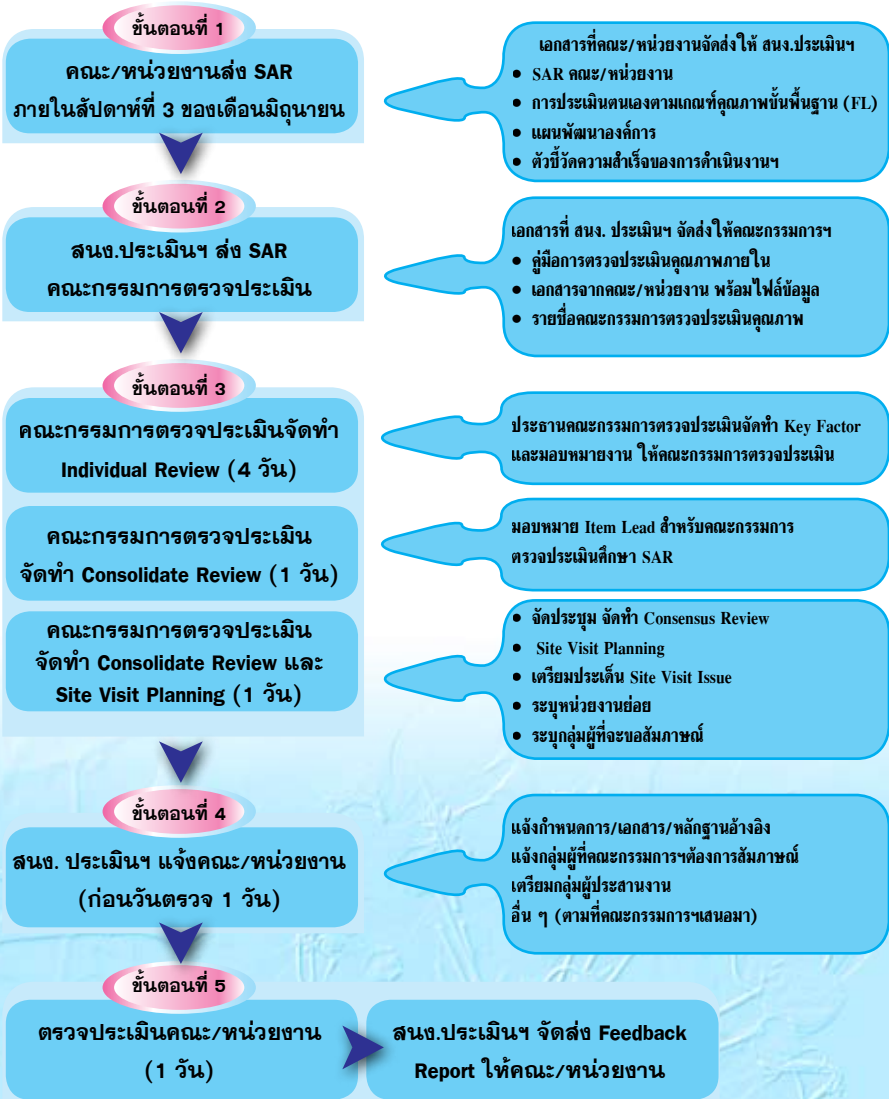 ขั้นตอนที่ 1
คณะ/หน่วยงานส่ง SAR
ภายในสัปดาห์ที่ 3 ของเดือนมิถุนายน
เอกสารที่คณะ/หน่วยงานจัดส่งให้ สนง.ประเมินฯ
• SAR คณะ/หน่วยงาน
• การประเมินตนเองตามเกณฑ์คุณภาพขั้นพื้นฐาน (FL)
• แผนพัฒนาองค์การ
• ตัวชี้วัดความสำเร็จของการดำเนินงานฯ
ขั้นตอนที่ 2
สนง.ประเมินฯ ส่ง SAR
คณะกรรมการตรวจประเมิน
เอกสารที่ สนง. ประเมินฯ จัดส่งให้คณะกรรมการฯ
• คู่มือการตรวจประเมินคุณภาพภายใน
• เอกสารจากคณะ/หน่วยงาน พร้อมไฟล์ข้อมูล
• รายชื่อคณะกรรมการตรวจประเมินคุณภาพ
ขั้นตอนที่ 3
คณะกรรมการตรวจประเมินจัดทำ
Individual Review (4 วัน)
ประธานคณะกรรมการตรวจประเมินจัดทำ Key Factor
และมอบหมายงาน ให้คณะกรรมการตรวจประเมิน
คณะกรรมการตรวจประเมิน
จัดทำ Consolidate Review (1 วัน)
มอบหมาย Item Lead สำหรับคณะกรรมการ
ตรวจประเมินศึกษา SAR
คณะกรรมการตรวจประเมิน
จัดทำ Consolidate Review และ
Site Visit Planning (1 วัน)
• จัดประชุม จัดทำ Consensus Review
• Site Visit Planning
• เตรียมประเด็น Site Visit Issue
• ระบุหน่วยงานย่อย
• ระบุกลุ่มผู้ที่จะขอสัมภาษณ์
ขั้นตอนที่ 4
สนง. ประเมินฯ แจ้งคณะ/หน่วยงาน
(ก่อนวันตรวจ 1 วัน)
แจ้งกำหนดการ/เอกสาร/หลักฐานอ้างอิง
แจ้งกลุ่มผู้ที่คณะกรรมการฯต้องการสัมภาษณ์
เตรียมกลุ่มผู้ประสานงาน
อื่น ๆ (ตามที่คณะกรรมการฯเสนอมา)
ขั้นตอนที่ 5
ตรวจประเมินคณะ/หน่วยงาน
(1 วัน)
สนง.ประเมินฯ จัดส่ง Feedback
Report ให้คณะ/หน่วยงาน